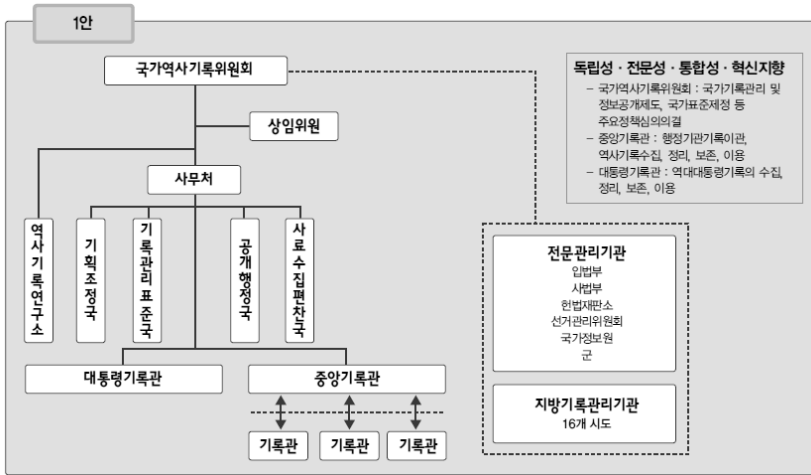 1안
국가역사기록위원회
상임위원
사무처
역사기록연구소
기획조정국
기록관리표준국
공개행정국
사료수집편찬국
대통령기록관
중앙기록관
기록관
기록관
기록관
독립성 · 전문성 · 통합성 · 혁신지향
– 국가역사기록위원회 : 국가기록관리 및
정보공개제도, 국가표준제정 등
주요정책심의의결
– 중앙기록관 : 행정기관기록이관,
역사기록수집, 정리, 보존, 이용
– 대통령기록관 : 역대대통령기록의 수집,
정리, 보존, 이용
전문관리기관
입법부
사법부
헌법재판소
선거관리위원회
국가정보원
군
지방기록관리기관
16개 시도